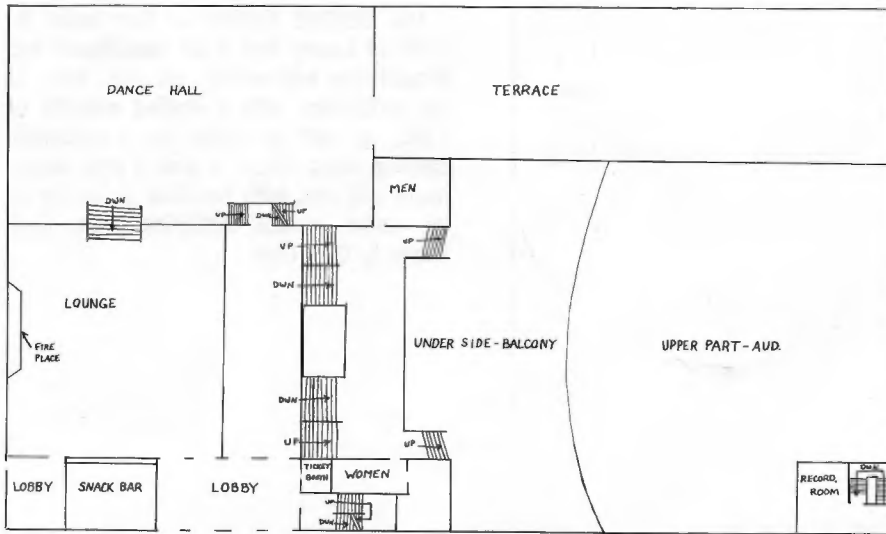 DANCE HALL
TERRACE
MEN
DWN
UP
DWN
UP
UP
UP
DWN
LOUNGE
FIRE
PLACE
UNDER SIDE-BALCONY
UPPER PART-AUD.
DWN
UP
UP
LOBBY
SNACK BAR
LOBBY
TICKET
BOOTH
WOMEN
UP
DWN
RECORD.
ROOM
DWN